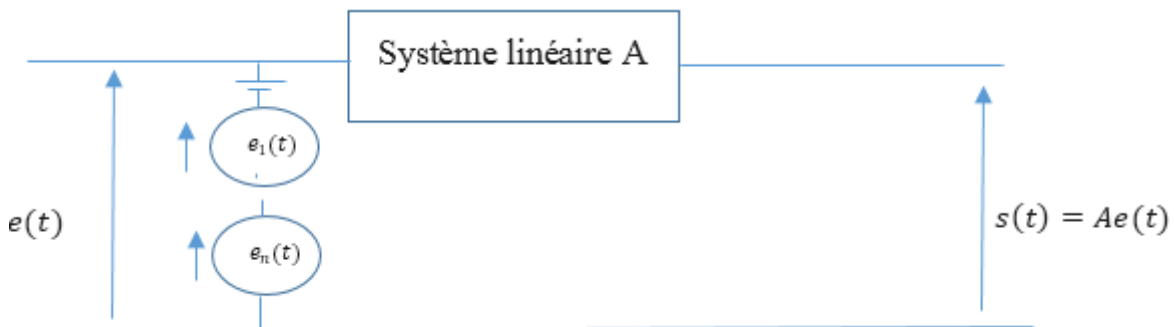 Système linéaire A
e₁(t)
e(t)
s(t) = Ae(t)
eₙ(t)